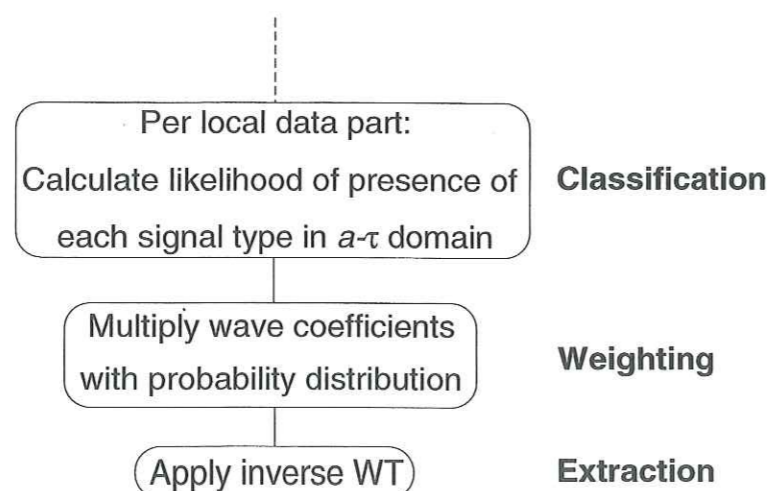 Per local data part:
Calculate likelihood of presence of
each signal type in a-τ domain
Classification
Multiply wave coefficients
with probability distribution
Weighting
Apply inverse WT
Extraction